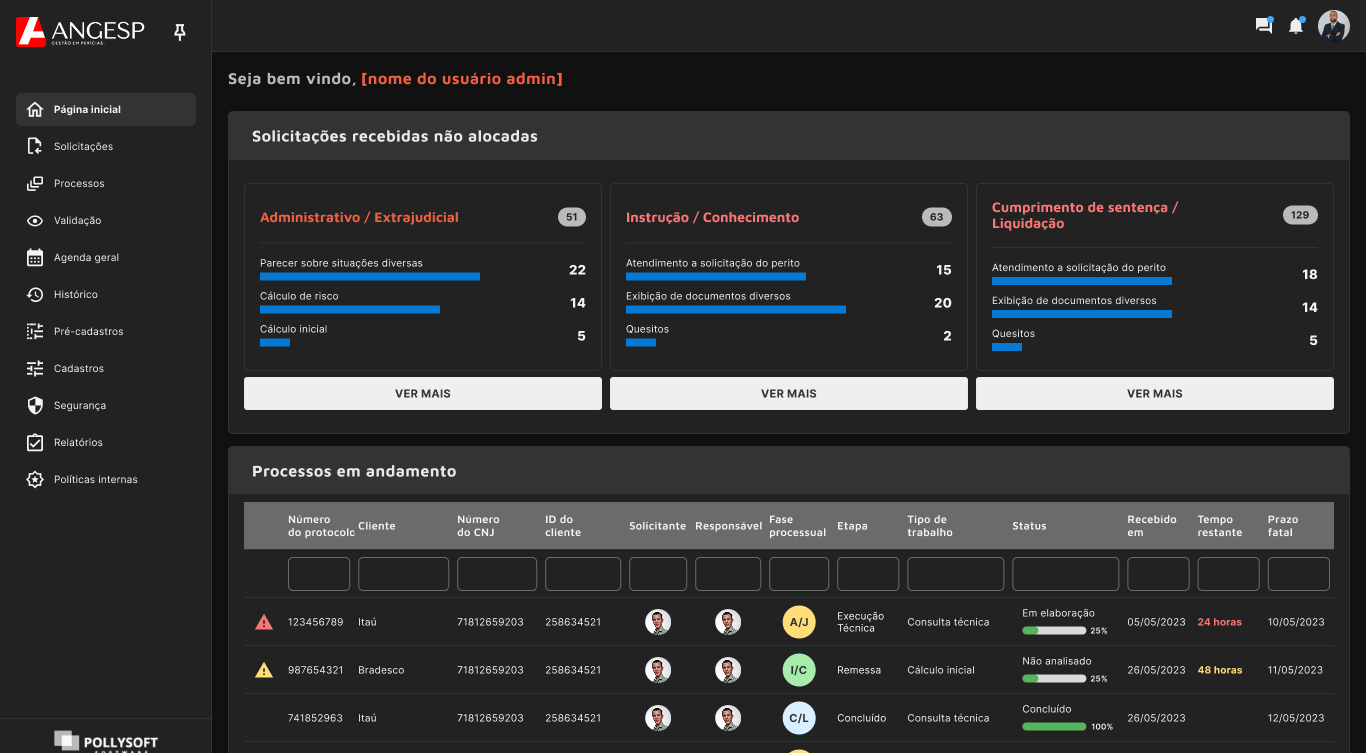 ANGESP
GESTÃO EM PERÍCIAS.
Página inicial
Solicitações
Processos
Validação
Agenda geral
Histórico
Pré-cadastros
Cadastros
Segurança
Relatórios
Políticas internas
POLLYSOFT
SOFTWARE
Seja bem vindo, [nome do usuário admin]
Solicitações recebidas não alocadas
Administrativo / Extrajudicial 51
Parecer sobre situações diversas 22
Cálculo de risco 14
Cálculo inicial 5
VER MAIS
Instrução / Conhecimento 63
Atendimento a solicitação do perito 15
Exibição de documentos diversos 20
Quesitos 2
VER MAIS
Cumprimento de sentença /
Liquidação 129
Atendimento a solicitação do perito 18
Exibição de documentos diversos 14
Quesitos 5
VER MAIS
Processos em andamento
Número do protocolo Cliente Número do CNJ ID do cliente Solicitante Responsável Fase processual Etapa Tipo de trabalho Status Recebido em Tempo restante Prazo fatal
123456789 Itaú 71812659203 258634521 A/J Execução Técnica Consulta técnica Em elaboração 25% 05/05/2023 24 horas 10/05/2023
987654321 Bradesco 71812659203 258634521 I/C Remessa Cálculo inicial Não analisado 25% 26/05/2023 48 horas 11/05/2023
741852963 Itaú 71812659203 258634521 C/L Concluído Consulta técnica Concluído 100% 26/05/2023 12/05/2023